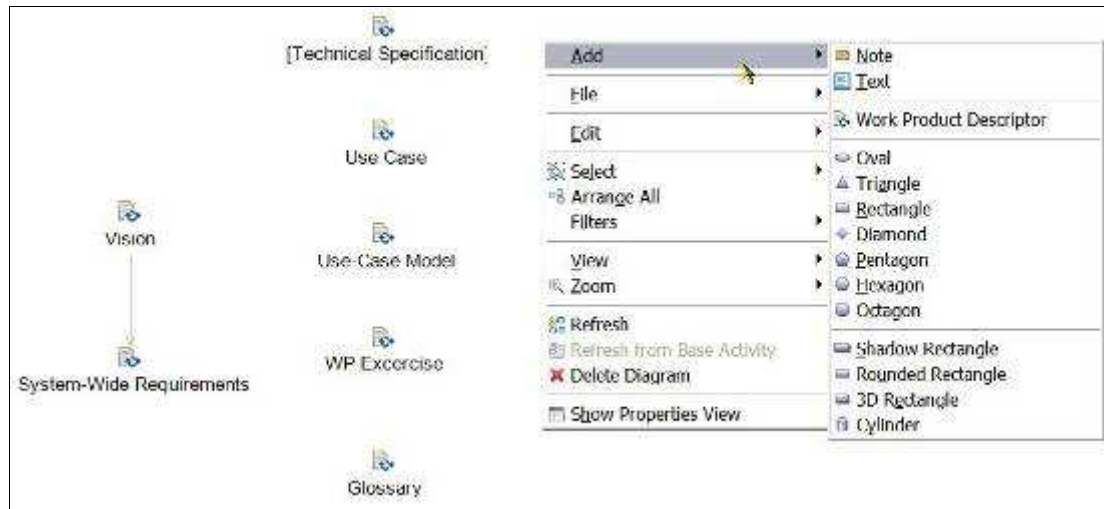 [Technical Specification]
Use Case
Vision
Use-Case Model
System-Wide Requirements
WP Excercise
Glossary
Add
File
Edit
Select
Arrange All
Filters
View
Zoom
Refresh
Refresh from Base Activity
Delete Diagram
Show Properties View
Note
Text
Work Product Descriptor
Oval
Triangle
Rectangle
Diamond
Pentagon
Hexagon
Octagon
Shadow Rectangle
Rounded Rectangle
3D Rectangle
Cylinder